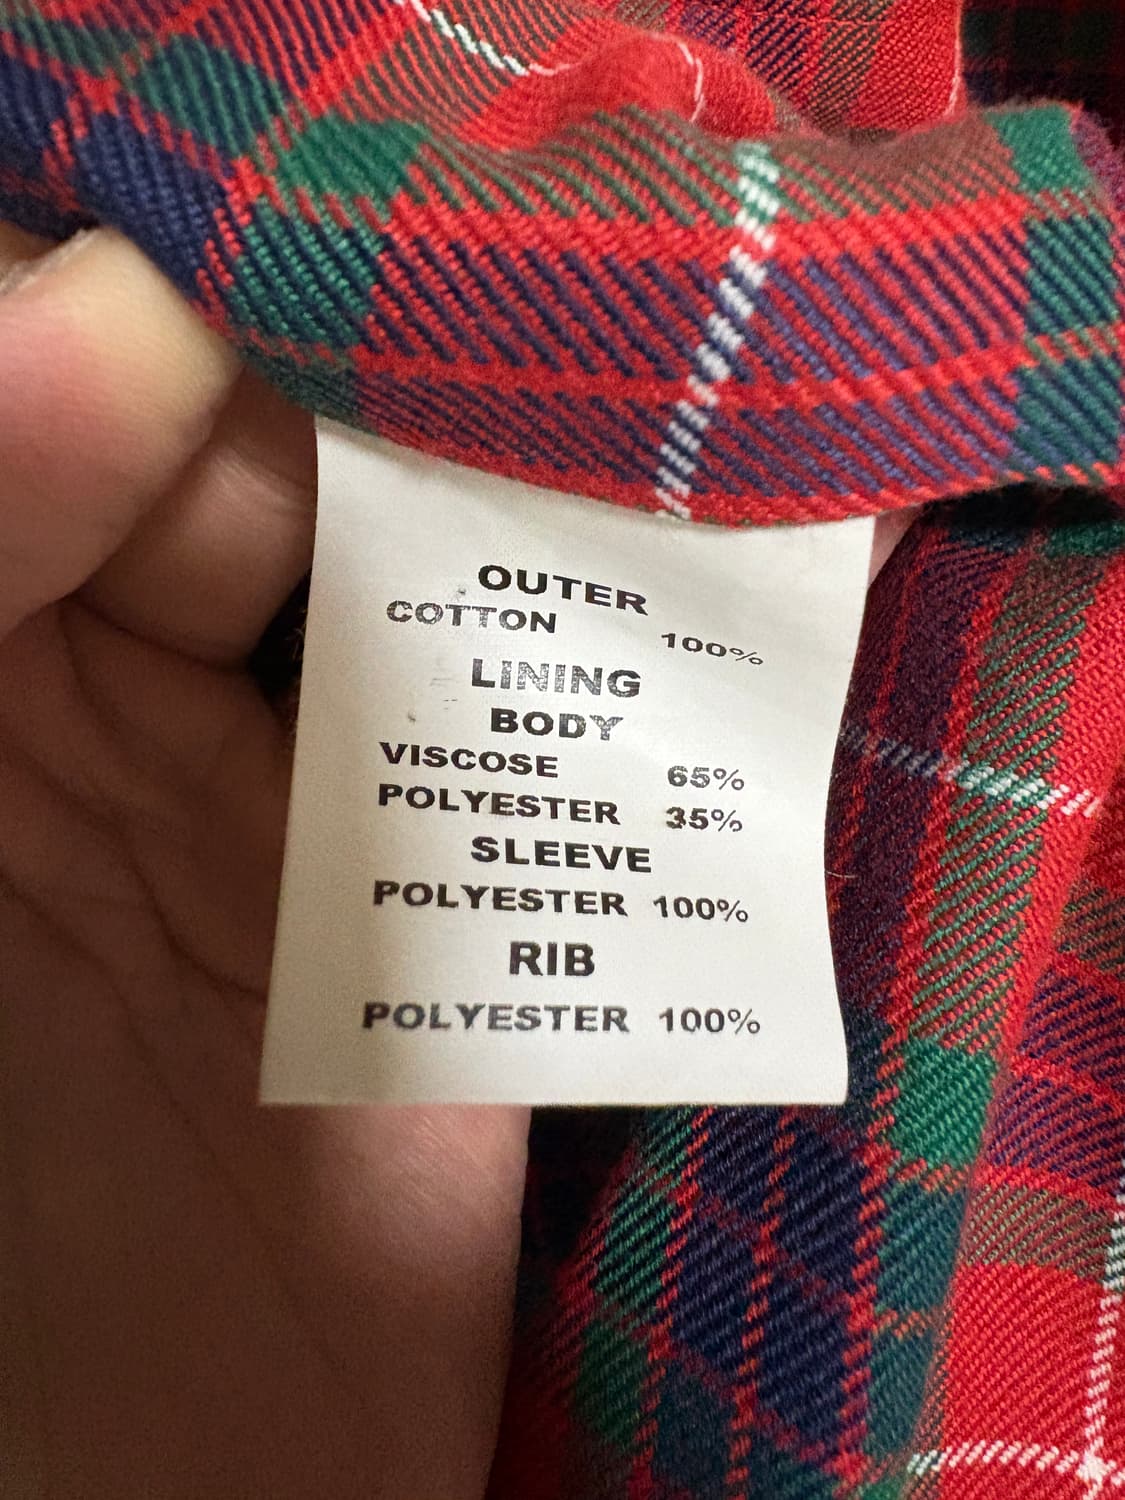 OUTER
COTTON 100%
LINING
BODY
VISCOSE 65%
POLYESTER 35%
SLEEVE
POLYESTER 100%
RIB
POLYESTER 100%